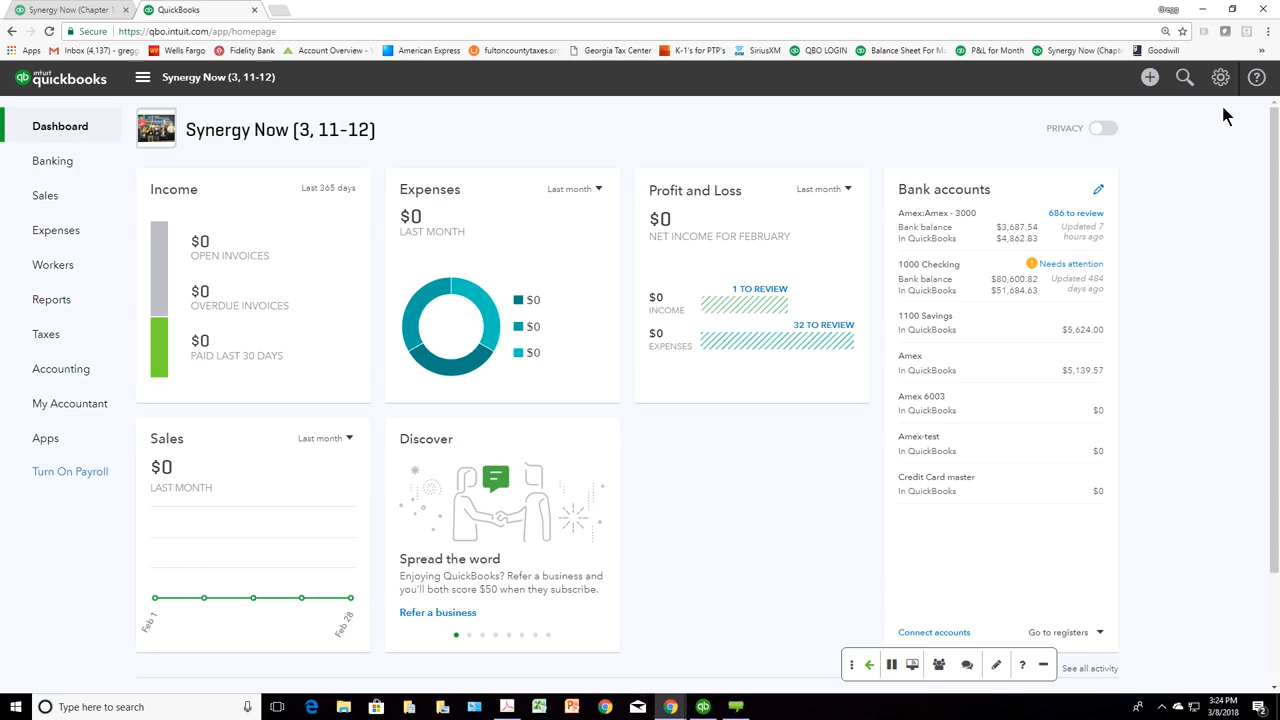 Synergy Now (Chapter 1
QuickBooks
Gregg
Secure https://qbo.intuit.com/app/homepage
Apps
Inbox (4,137) - gregg
Wells Fargo
Fidelity Bank
Account Overview - V
American Express
fultoncountytaxes.org
Georgia Tax Center
K-1's for PTP's
SiriusXM
QBO LOGIN
Balance Sheet For M
P&L for Month
Synergy Now (Chapte
Goodwill
intuit
quickbooks
Synergy Now (3, 11-12)
Dashboard
Banking
Sales
Expenses
Workers
Reports
Taxes
Accounting
My Accountant
Apps
Turn On Payroll
Synergy Now (3, 11-12)
PRIVACY
Income
Last 365 days
$0
OPEN INVOICES
$0
OVERDUE INVOICES
$0
PAID LAST 30 DAYS
Expenses
Last month
$0
LAST MONTH
$0
$0
$0
Profit and Loss
Last month
$0
NET INCOME FOR FEBRUARY
1 TO REVIEW
$0
INCOME
32 TO REVIEW
$0
EXPENSES
Bank accounts
Amex:Amex - 3000
686 to review
Bank balance $3,687.54
In QuickBooks $4,862.83
Updated 7
hours ago
1000 Checking
! Needs attention
Bank balance $80,600.82
In QuickBooks $51,684.63
Updated 484
days ago
1100 Savings
In QuickBooks $5,624.00
Amex
In QuickBooks $5,139.57
Amex 6003
In QuickBooks $0
Amex-test
In QuickBooks $0
Credit Card master
In QuickBooks $0
Connect accounts
Go to registers
Sales
Last month
$0
LAST MONTH
Feb 1
Feb 28
Discover
Spread the word
Enjoying QuickBooks? Refer a business and
you'll both score $50 when they subscribe.
Refer a business
See all activity
Type here to search
3:24 PM
3/8/2018